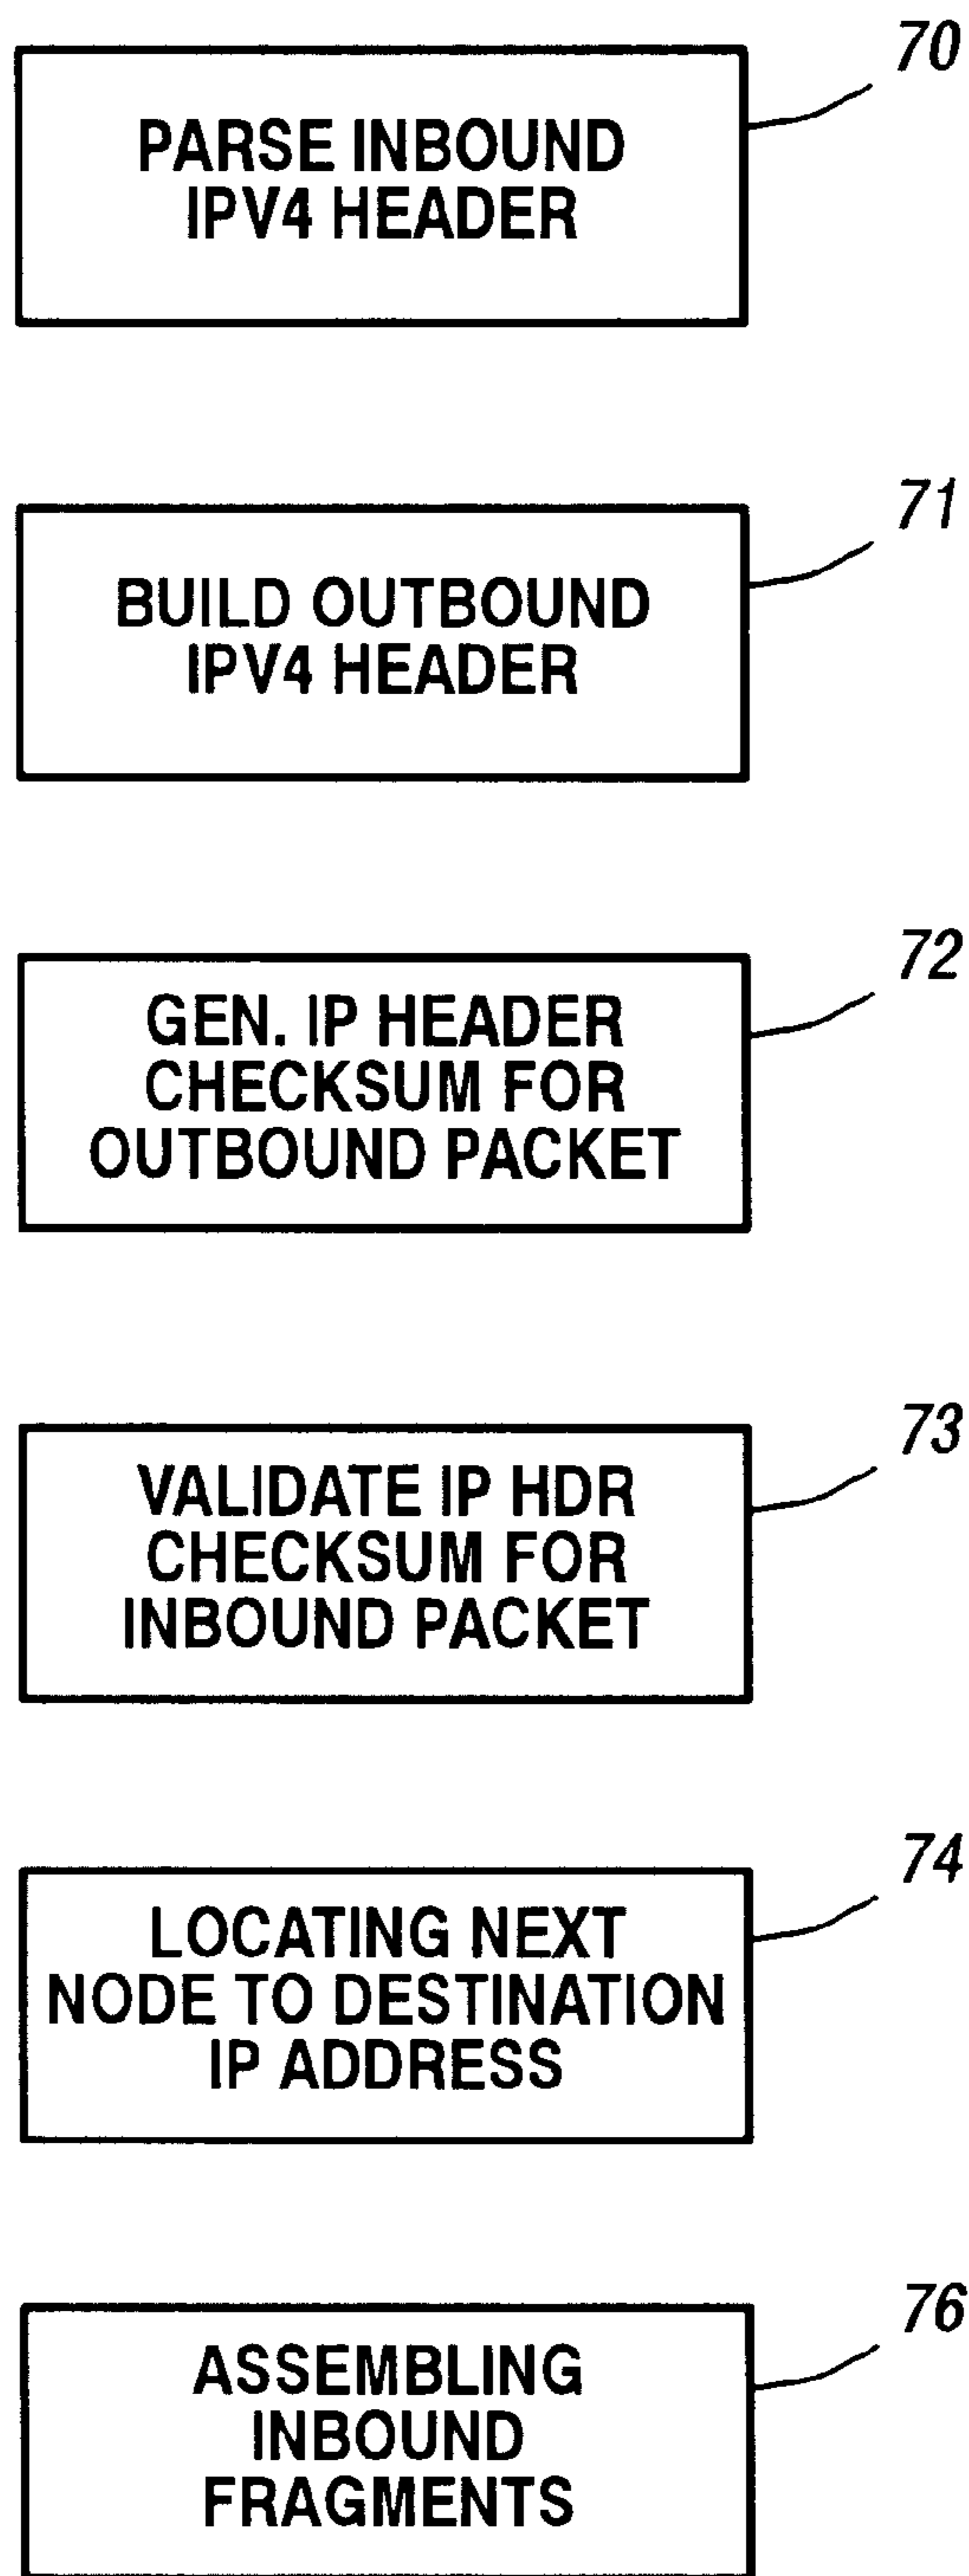 70
PARSE INBOUND
IPV4 HEADER
71
BUILD OUTBOUND
IPV4 HEADER
72
GEN. IP HEADER
CHECKSUM FOR
OUTBOUND PACKET
73
VALIDATE IP HDR
CHECKSUM FOR
INBOUND PACKET
74
LOCATING NEXT
NODE TO DESTINATION
IP ADDRESS
76
ASSEMBLING
INBOUND
FRAGMENTS